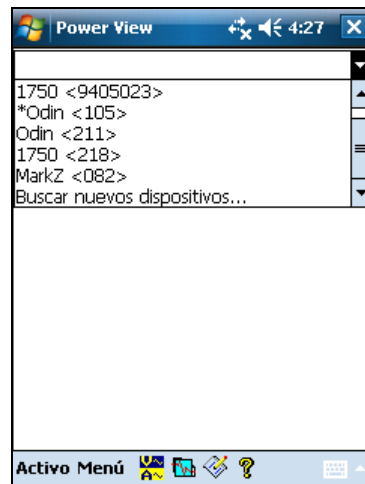 Power View 4:27
1750 <9405023>
*Odin <105>
Odin <211>
1750 <218>
MarkZ <082>
Buscar nuevos dispositivos...
Activo Menú